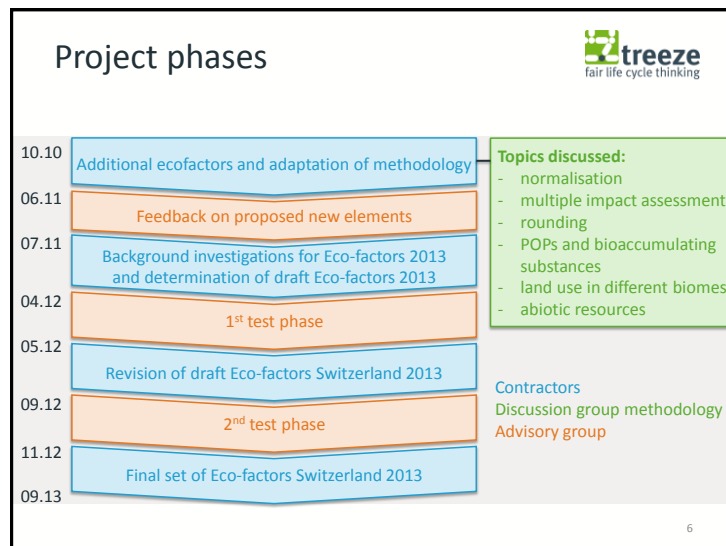 Project phases
treeze
fair life cycle thinking
10.10
Additional ecofactors and adaptation of methodology
06.11
Feedback on proposed new elements
07.11
Background investigations for Eco-factors 2013
and determination of draft Eco-factors 2013
04.12
1st test phase
05.12
Revision of draft Eco-factors Switzerland 2013
09.12
2nd test phase
11.12
Final set of Eco-factors Switzerland 2013
09.13
Topics discussed:
- normalisation
- multiple impact assessment
- rounding
- POPs and bioaccumulating
substances
- land use in different biomes
- abiotic resources
Contractors
Discussion group methodology
Advisory group
6